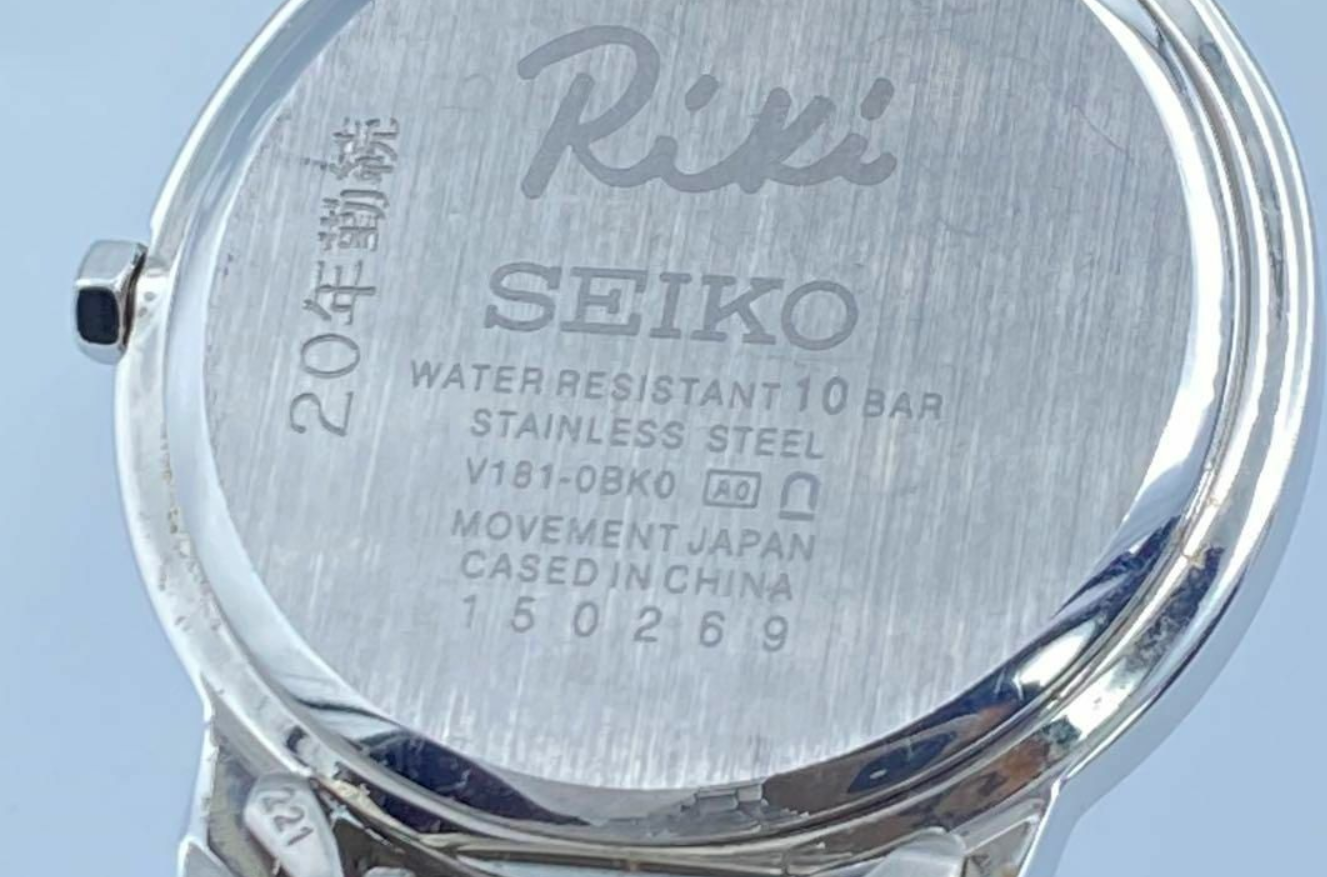 Riki
SEIKO
WATER RESISTANT 10 BAR
STAINLESS STEEL
V181-0BK0 A0
MOVEMENT JAPAN
CASED IN CHINA
150269
20年勤続
221